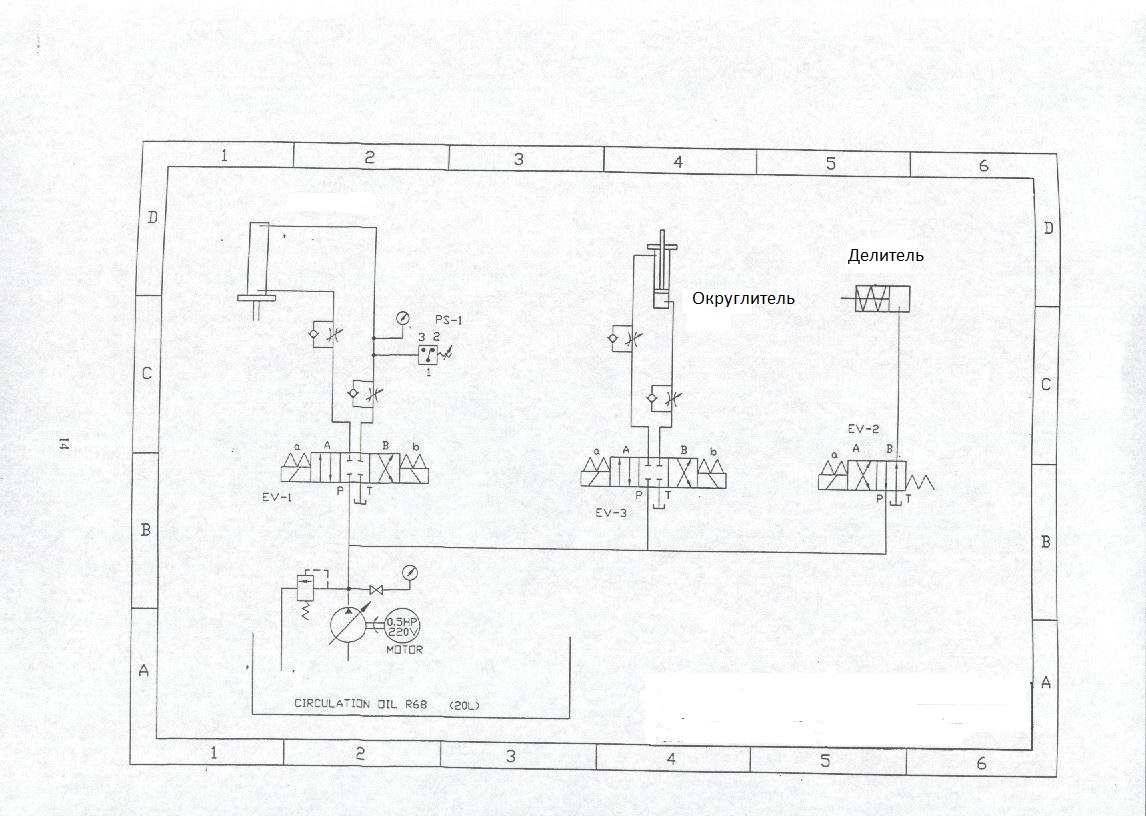 1 2 3 4 5 6
D D
Делитель
Округлитель
PS-1
3 2
1
C C
EV-2
a A B b
a A B b
a A B
P T
P T
P T
EV-1
EV-3
14
B B
0,5HP
220V
MOTOR
A A
CIRCULATION OIL R68 (20L)
1 2 3 4 5 6